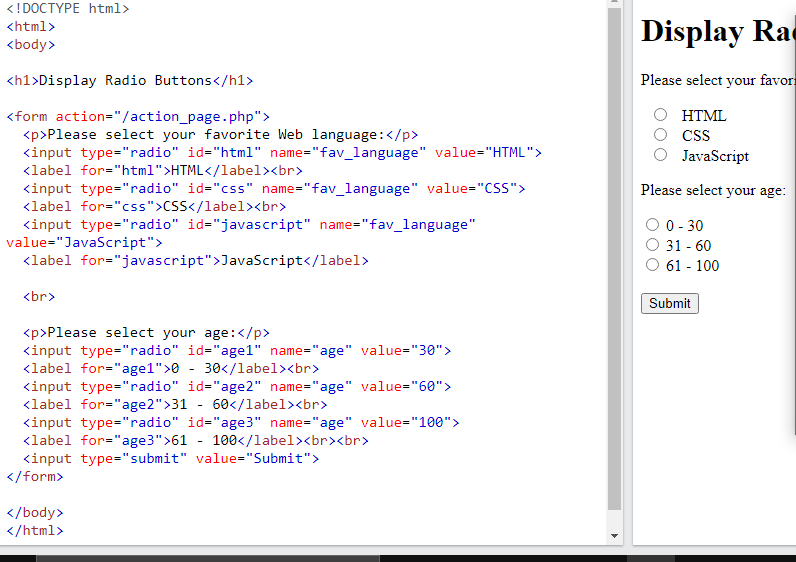 <!DOCTYPE html>
<html>
<body>
<h1>Display Radio Buttons</h1>
<form action="/action_page.php">
<p>Please select your favorite Web language:</p>
<input type="radio" id="html" name="fav_language" value="HTML">
<label for="html">HTML</label><br>
<input type="radio" id="css" name="fav_language" value="CSS">
<label for="css">CSS</label><br>
<input type="radio" id="javascript" name="fav_language"
value="JavaScript">
<label for="javascript">JavaScript</label>
<br>
<p>Please select your age:</p>
<input type="radio" id="age1" name="age" value="30">
<label for="age1">0 - 30</label><br>
<input type="radio" id="age2" name="age" value="60">
<label for="age2">31 - 60</label><br>
<input type="radio" id="age3" name="age" value="100">
<label for="age3">61 - 100</label><br><br>
<input type="submit" value="Submit">
</form>
</body>
</html>
Display Ra
Please select your favor
HTML
CSS
JavaScript
Please select your age:
0 - 30
31 - 60
61 - 100
Submit